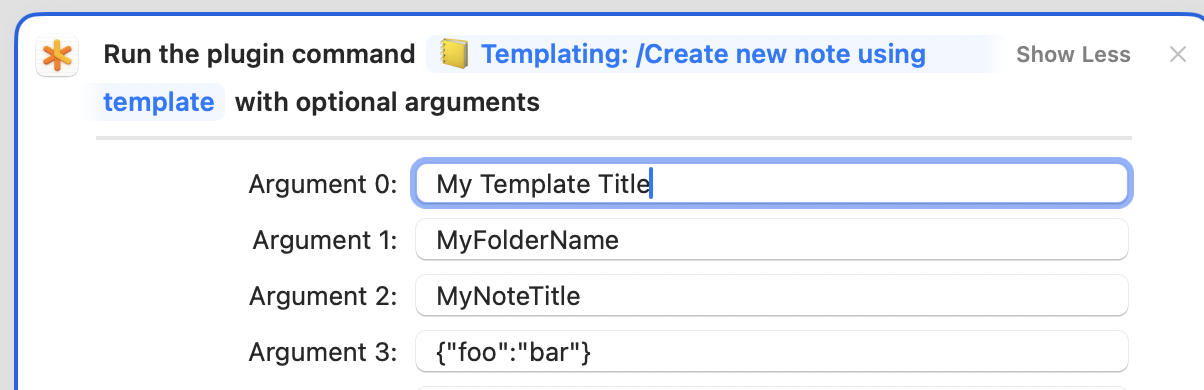 Run the plugin command Templating: /Create new note using Show Less
template with optional arguments
Argument 0: My Template Title
Argument 1: MyFolderName
Argument 2: MyNoteTitle
Argument 3: {"foo":"bar"}